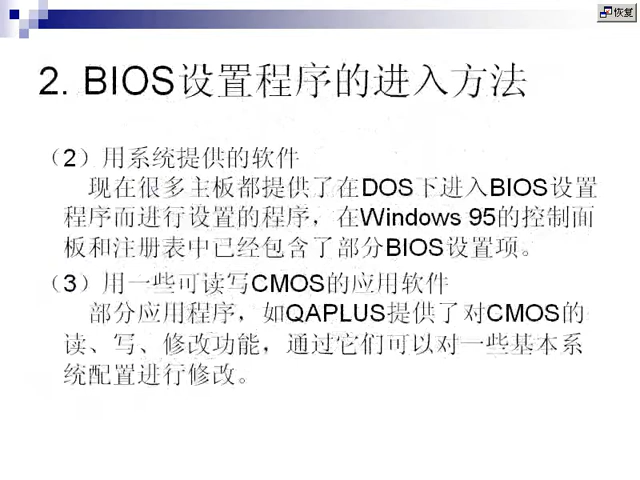 恢复
2. BIOS设置程序的进入方法
（2）用系统提供的软件
现在很多主板都提供了在DOS下进入BIOS设置
程序而进行设置的程序，在Windows 95的控制面
板和注册表中已经包含了部分BIOS设置项。
（3）用一些可读写CMOS的应用软件
部分应用程序，如QAPLUS提供了对CMOS的
读、写、修改功能，通过它们可以对一些基本系
统配置进行修改。